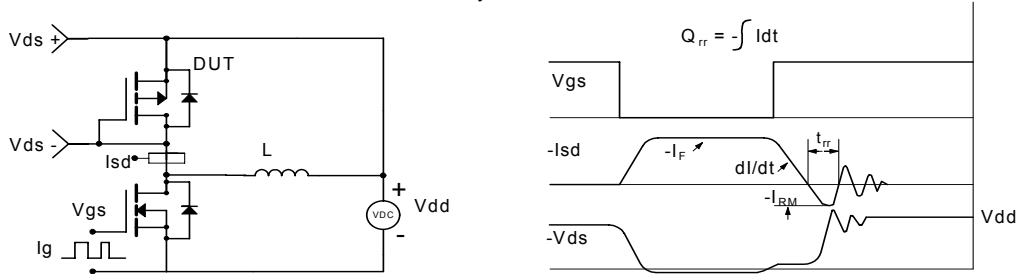 Vds +
DUT
Vds -
Isd
L
Vgs
Ig
+
VDC
-
Vdd
Q rr = -∫ Idt
Vgs
-Isd
-I F
dI/dt
t rr
-I RM
Vdd
-Vds